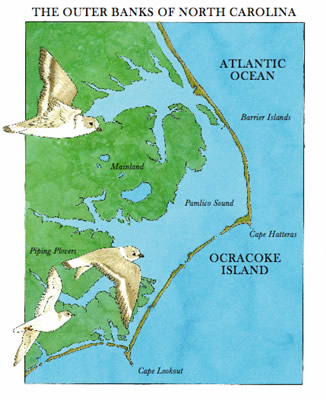 THE OUTER BANKS OF NORTH CAROLINA
ATLANTIC
OCEAN
Barrier Islands
Mainland
Pamlico Sound
Cape Hatteras
Piping Plovers
OCRACOKE
ISLAND
Cape Lookout